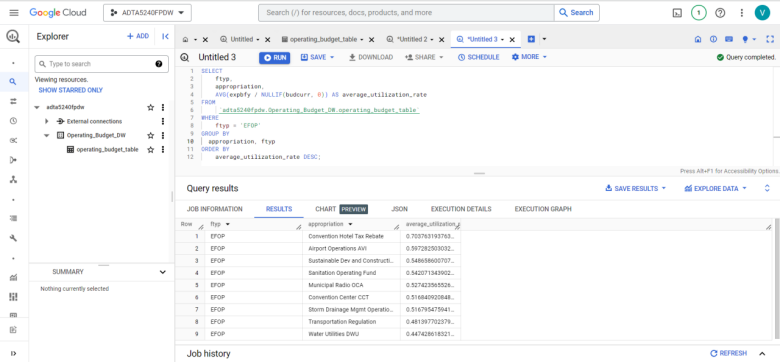 Google Cloud
ADTA5240FPDW
Search (/) for resources, docs, products, and more
Search
1
V
Explorer
+ ADD
Type to search
Viewing resources.
SHOW STARRED ONLY
adta5240fpdw
External connections
Operating_Budget_DW
operating_budget_table
SUMMARY
Nothing currently selected
Untitled
operating_budget_table
*Untitled 2
*Untitled 3
Untitled 3
RUN
SAVE
DOWNLOAD
SHARE
SCHEDULE
MORE
Query completed.
1 SELECT
2 ftyp,
3 appropriation,
4 AVG(expbfy / NULLIF(budcurr, 0)) AS average_utilization_rate
5 FROM
6 `adta5240fpdw.Operating_Budget_DW.operating_budget_table`
7 WHERE
8 ftyp = 'EFOP'
9 GROUP BY
10 appropriation, ftyp
11 ORDER BY
12 average_utilization_rate DESC;
Press Alt+F1 for Accessibility Options.
Query results
SAVE RESULTS
EXPLORE DATA
JOB INFORMATION
RESULTS
CHART PREVIEW
JSON
EXECUTION DETAILS
EXECUTION GRAPH
Row ftyp appropriation average_utilization_
1 EFOP Convention Hotel Tax Rebate 0.703763193763...
2 EFOP Airport Operations AVI 0.597282503032...
3 EFOP Sustainable Dev and Constructi... 0.548658600707...
4 EFOP Sanitation Operating Fund 0.542071343902...
5 EFOP Municipal Radio OCA 0.527423565526...
6 EFOP Convention Center CCT 0.516840920848...
7 EFOP Storm Drainage Mgmt Operatio... 0.516795475941...
8 EFOP Transportation Regulation 0.481397702379...
9 EFOP Water Utilities DWU 0.447428618321...
Job history
REFRESH